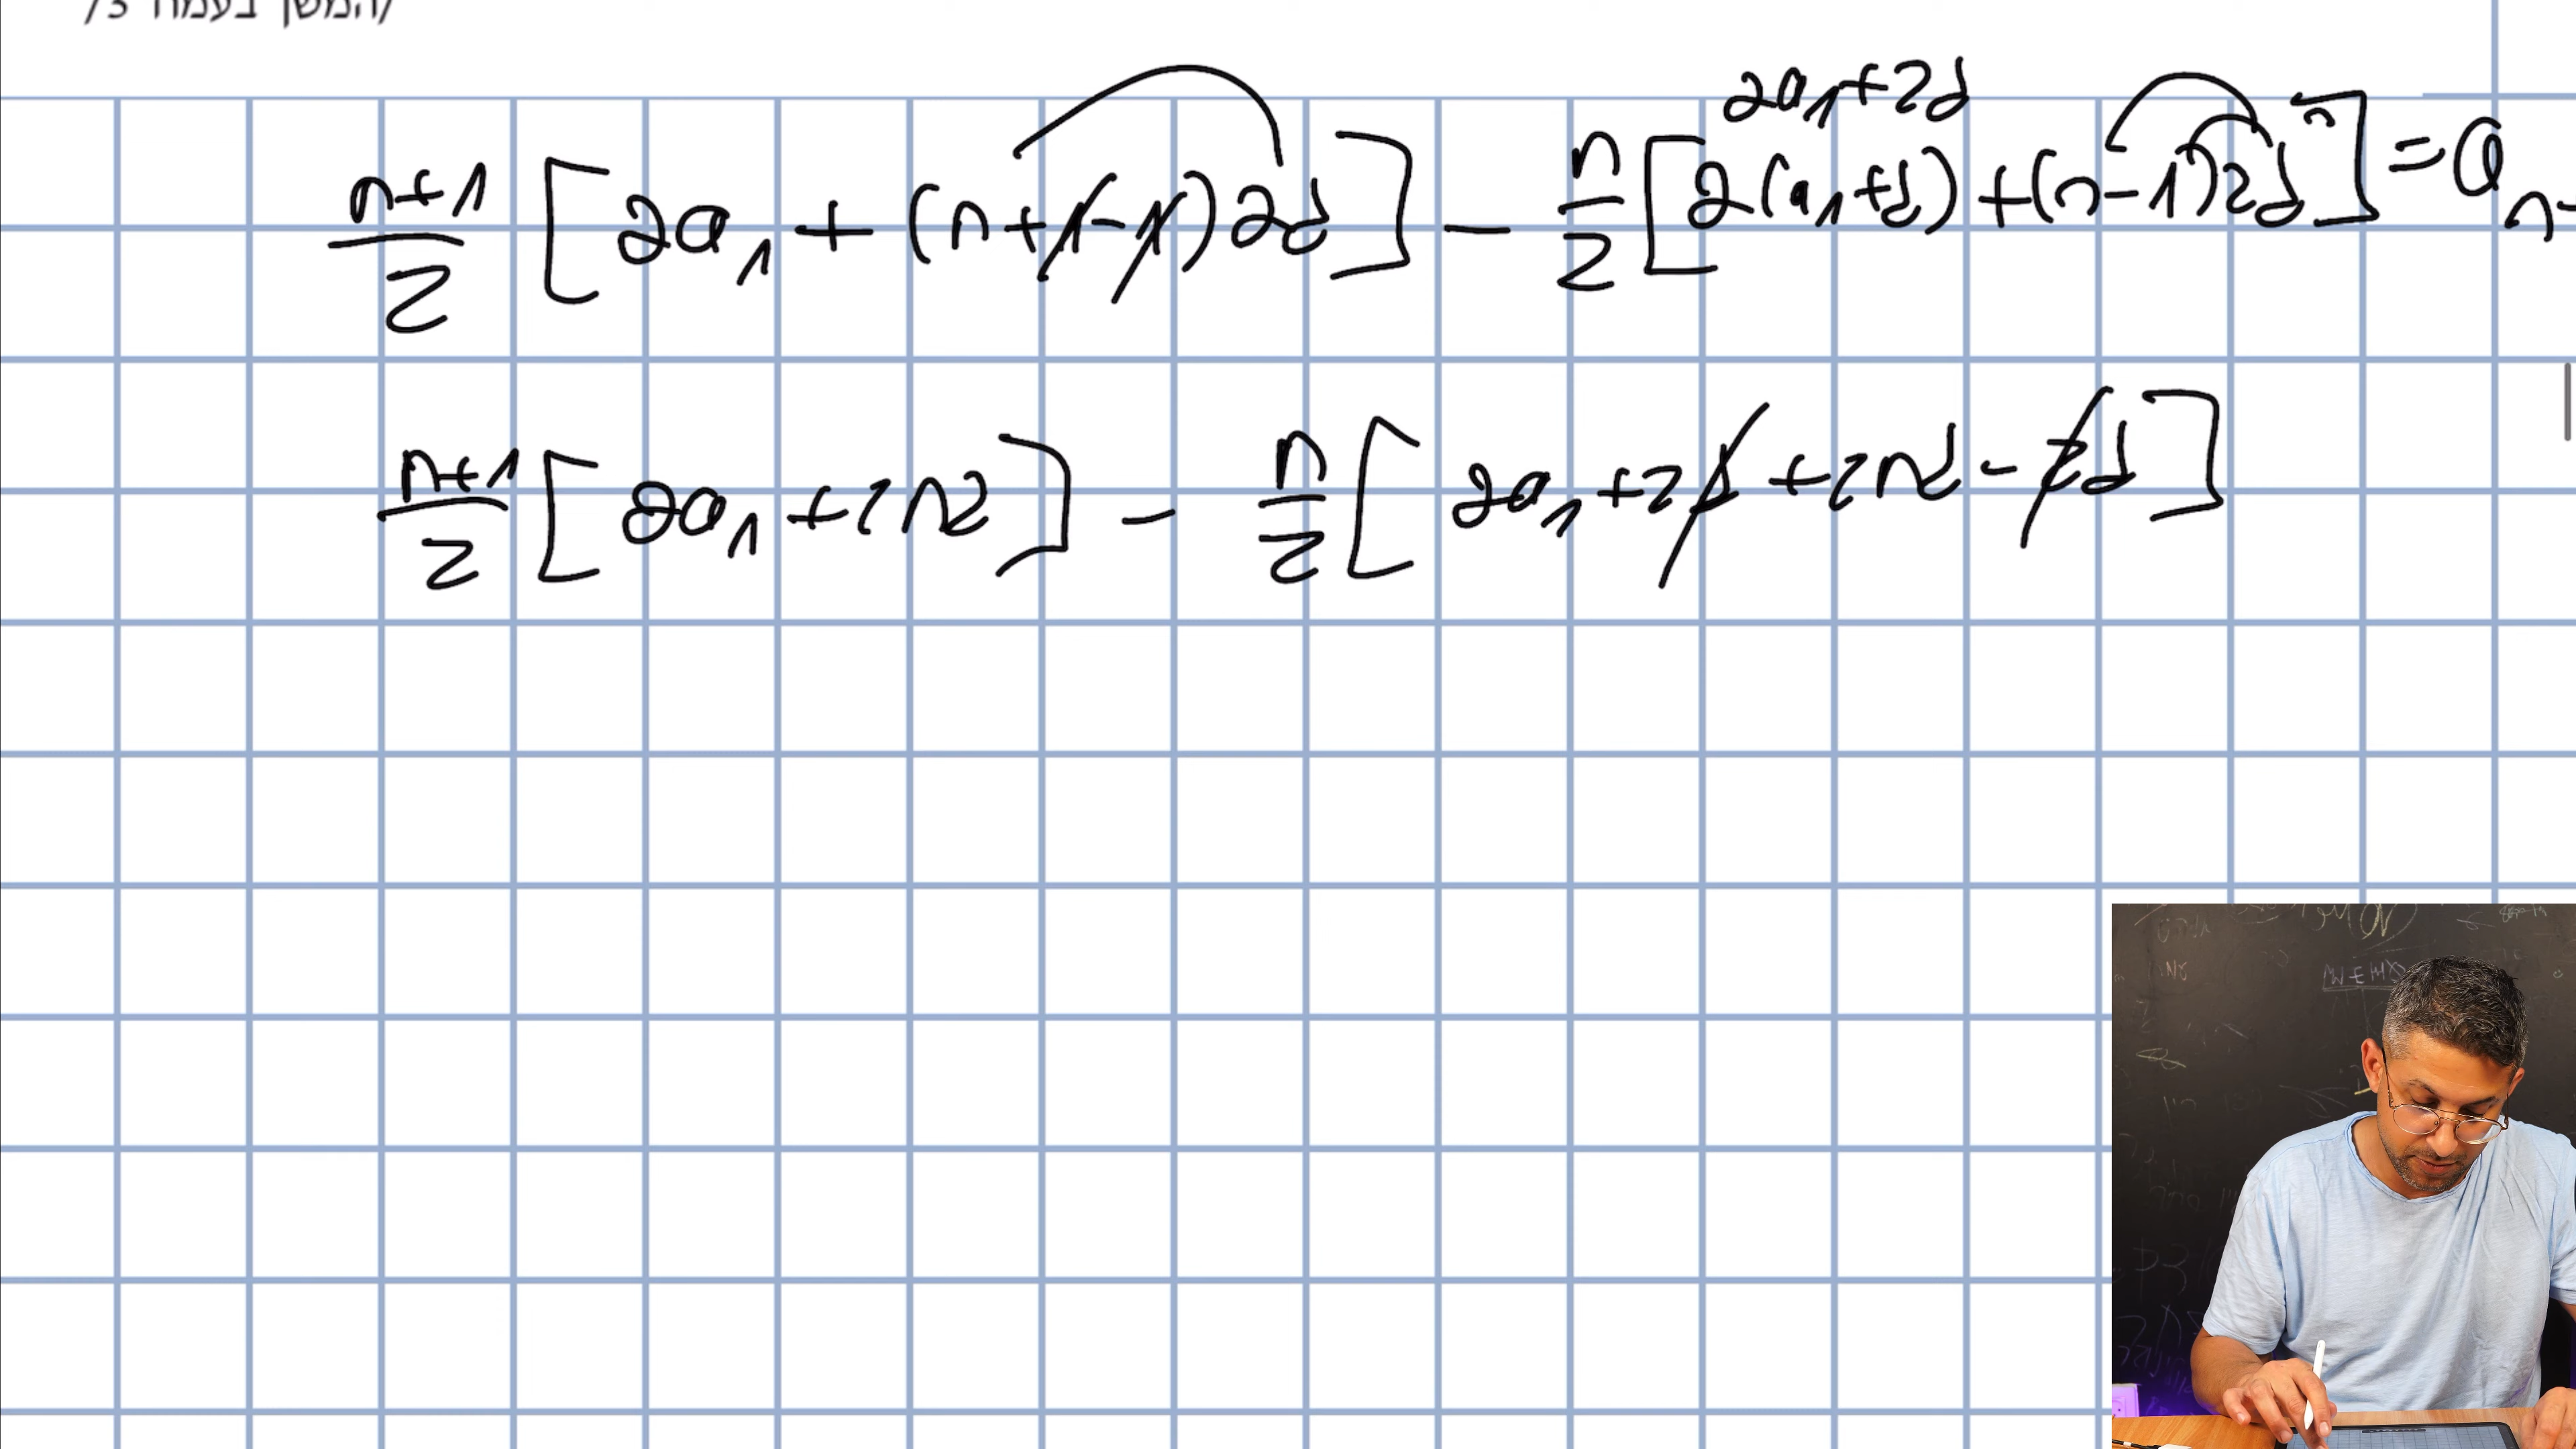 /המשך בעמוד 3/
2a₁+2d
n+1/2 [2a₁+(n+1-1)2d] - n/2 [2(a₁+d)+(n-1)2d] = a n+
n+1/2 [2a₁+2nd] - n/2 [2a₁+2d+2nd-2d]